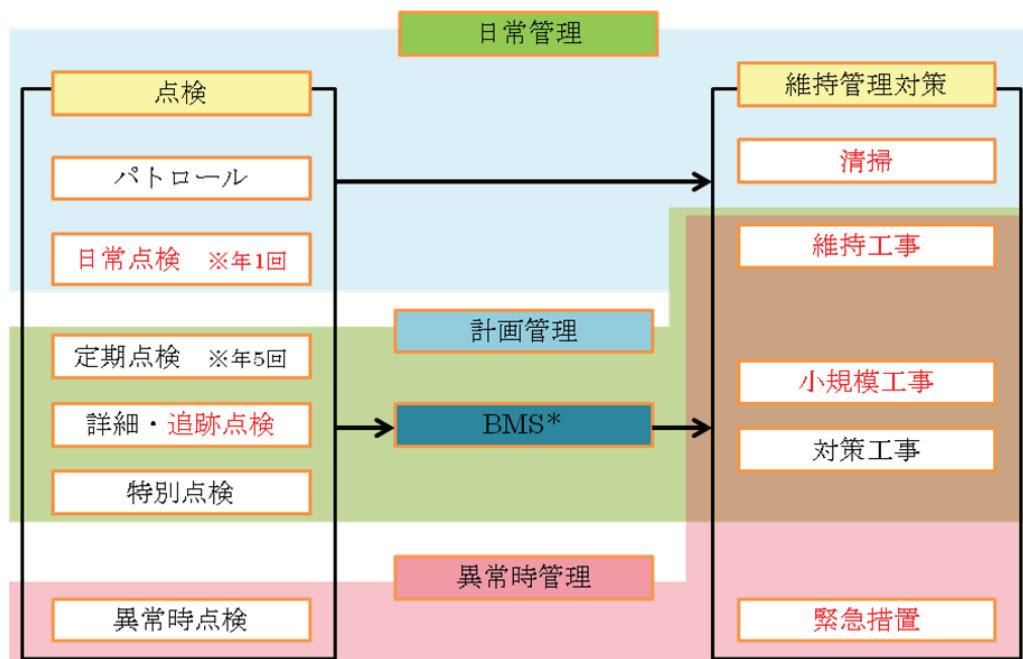 日常管理
点検
維持管理対策
パトロール
清掃
日常点検 ※年1回
維持工事
計画管理
定期点検 ※年5回
小規模工事
詳細・追跡点検
BMS*
対策工事
特別点検
異常時管理
異常時点検
緊急措置